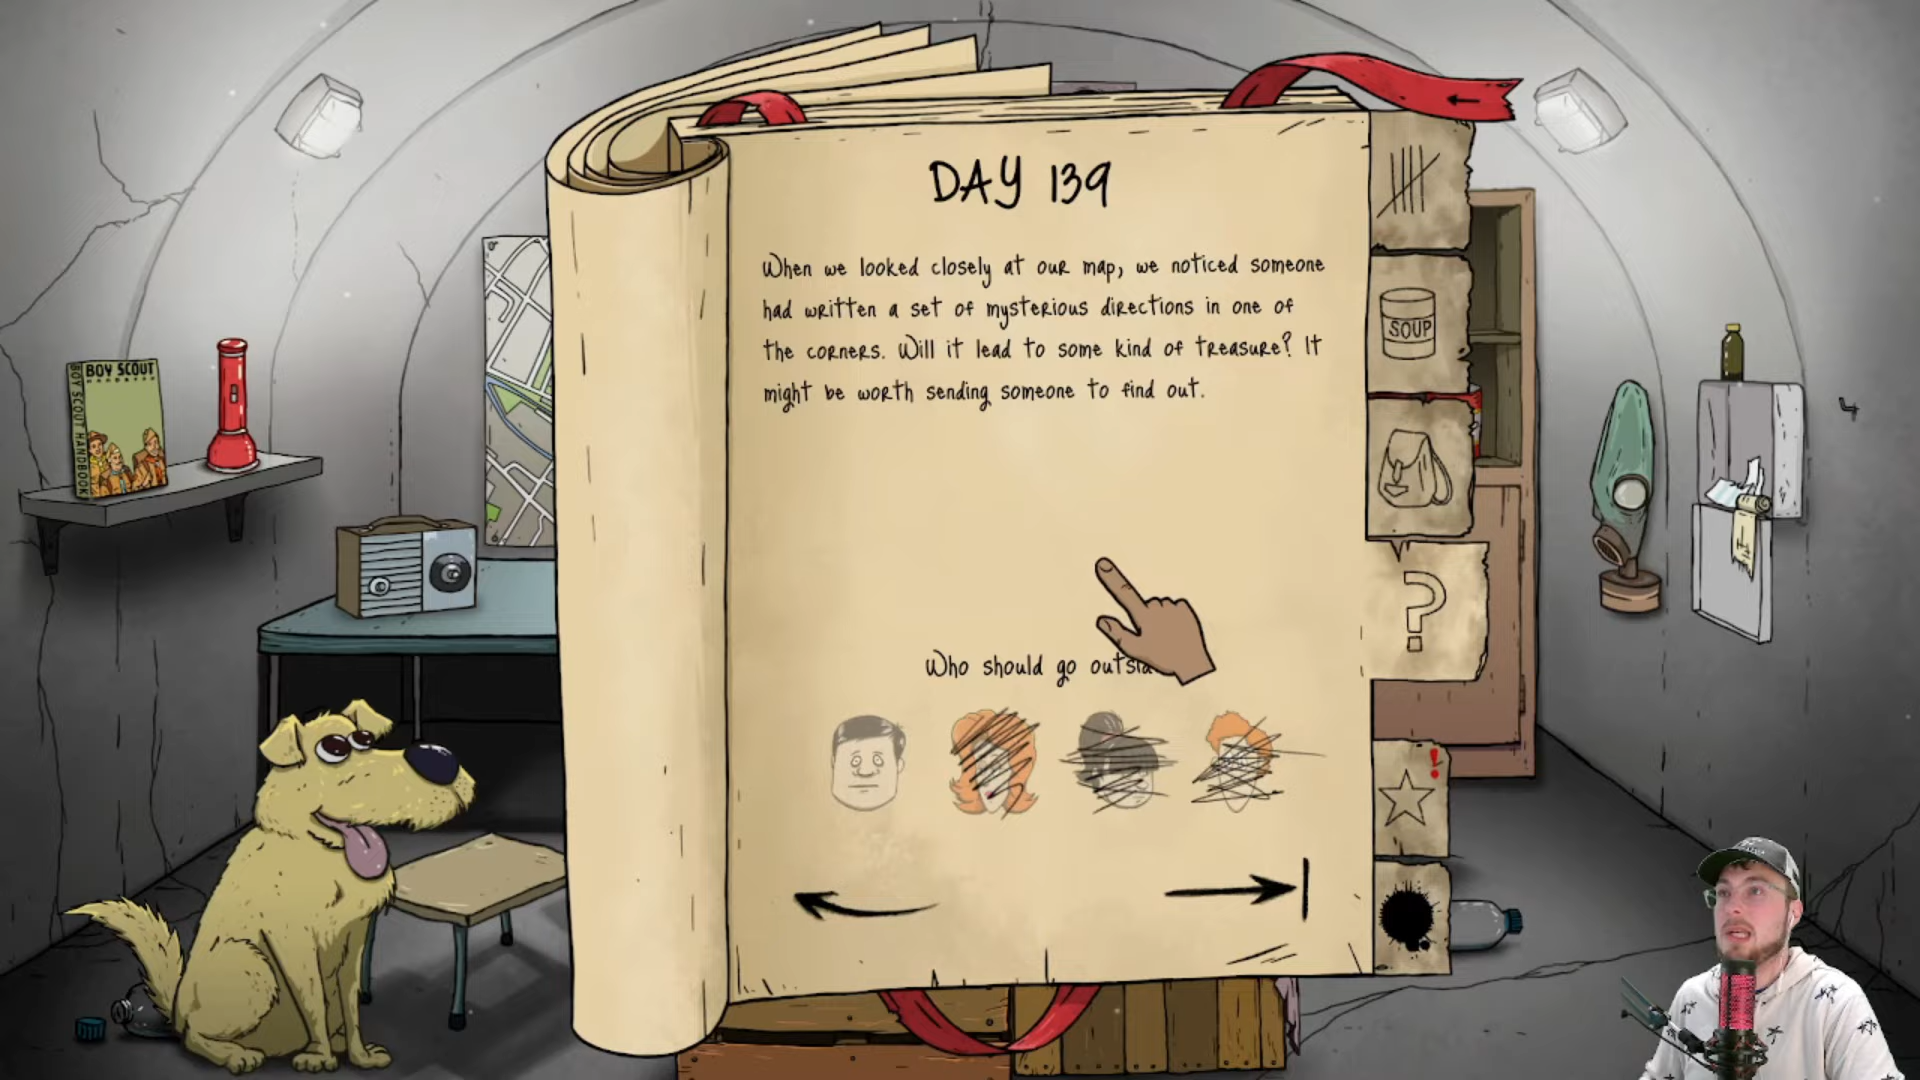 DAY 139
When we looked closely at our map, we noticed someone
had written a set of mysterious directions in one of
the corners. Will it lead to some kind of treasure? It
might be worth sending someone to find out.
Who should go
SOUP
?
!
BOY SCOUT
HANDBOOK
BOY SCOUT HANDBOOK